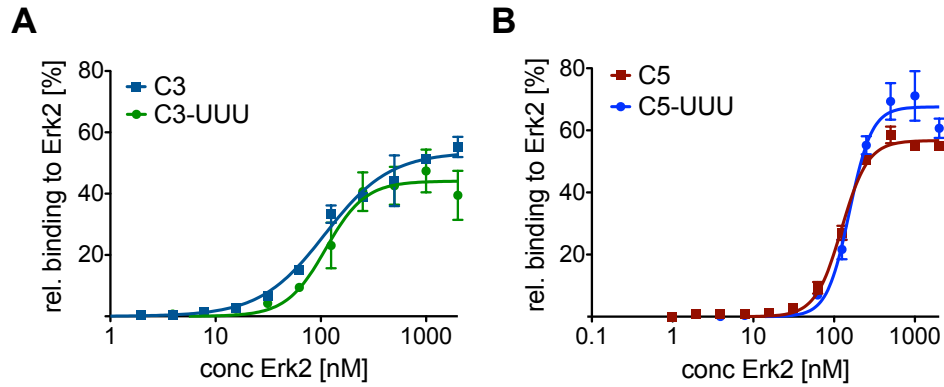 A
rel. binding to Erk2 [%]
80
60
40
20
C3
C3-UUU
1
10
100
1000
conc Erk2 [nM]
B
rel. binding to Erk2 [%]
80
60
40
20
C5
C5-UUU
0.1
1
10
100
1000
conc Erk2 [nM]